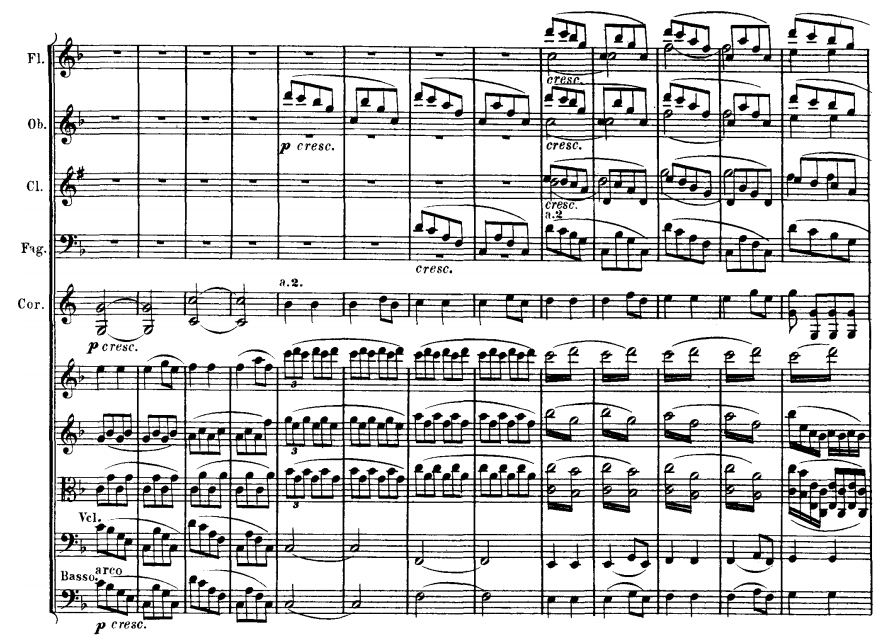 Fl.
cresc.
Ob.
p cresc.
cresc.
Cl.
cresc.
a.2
Fag.
cresc.
a.2.
Cor.
p cresc.
3
3
3
Vcl.
Basso.
arco
p cresc.